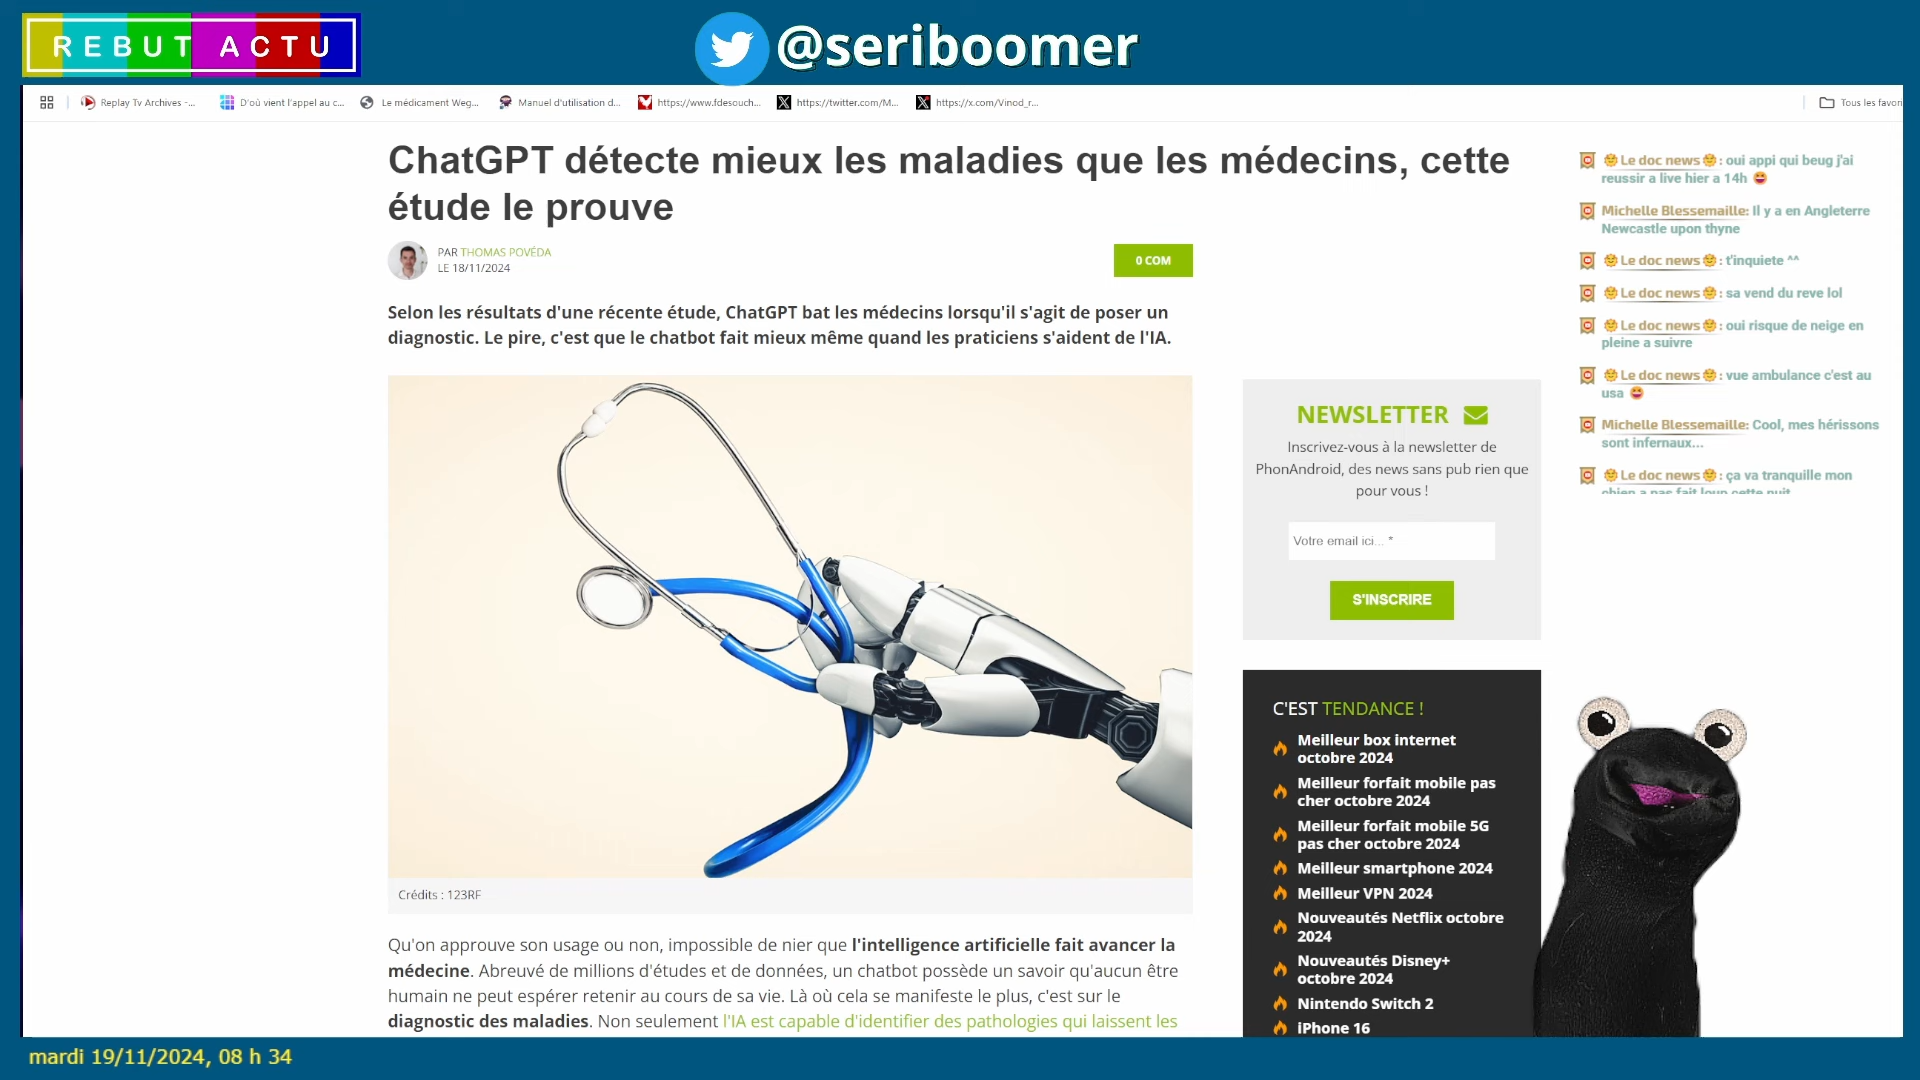 REBUT ACTU
@seriboomer
Replay Tv Archives -...
D'où vient l'appel au c...
Le médicament Weg...
Manuel d'utilisation d...
https://www.fdesouch...
https://twitter.com/M...
https://x.com/Vinod_r...
Tous les favori
ChatGPT détecte mieux les maladies que les médecins, cette
étude le prouve
PAR THOMAS POVÉDA
LE 18/11/2024
0 COM
Selon les résultats d'une récente étude, ChatGPT bat les médecins lorsqu'il s'agit de poser un
diagnostic. Le pire, c'est que le chatbot fait mieux même quand les praticiens s'aident de l'IA.
Crédits : 123RF
Qu'on approuve son usage ou non, impossible de nier que l'intelligence artificielle fait avancer la
médecine. Abreuvé de millions d'études et de données, un chatbot possède un savoir qu'aucun être
humain ne peut espérer retenir au cours de sa vie. Là où cela se manifeste le plus, c'est sur le
diagnostic des maladies. Non seulement l'IA est capable d'identifier des pathologies qui laissent les
NEWSLETTER
Inscrivez-vous à la newsletter de
PhonAndroid, des news sans pub rien que
pour vous !
Votre email ici... *
S'INSCRIRE
C'EST TENDANCE !
Meilleur box internet
octobre 2024
Meilleur forfait mobile pas
cher octobre 2024
Meilleur forfait mobile 5G
pas cher octobre 2024
Meilleur smartphone 2024
Meilleur VPN 2024
Nouveautés Netflix octobre
2024
Nouveautés Disney+
octobre 2024
Nintendo Switch 2
iPhone 16
🌞Le doc news🌞: oui appi qui beug j'ai
reussir a live hier a 14h 😄
Michelle Blessemaille: Il y a en Angleterre
Newcastle upon thyne
🌞Le doc news🌞: t'inquiete ^^
🌞Le doc news🌞: sa vend du reve lol
🌞Le doc news🌞: oui risque de neige en
pleine a suivre
🌞Le doc news🌞: vue ambulance c'est au
usa 😄
Michelle Blessemaille: Cool, mes hérissons
sont infernaux...
🌞Le doc news🌞: ça va tranquille mon
chien a pas fait loup cette nuit
mardi 19/11/2024, 08 h 34